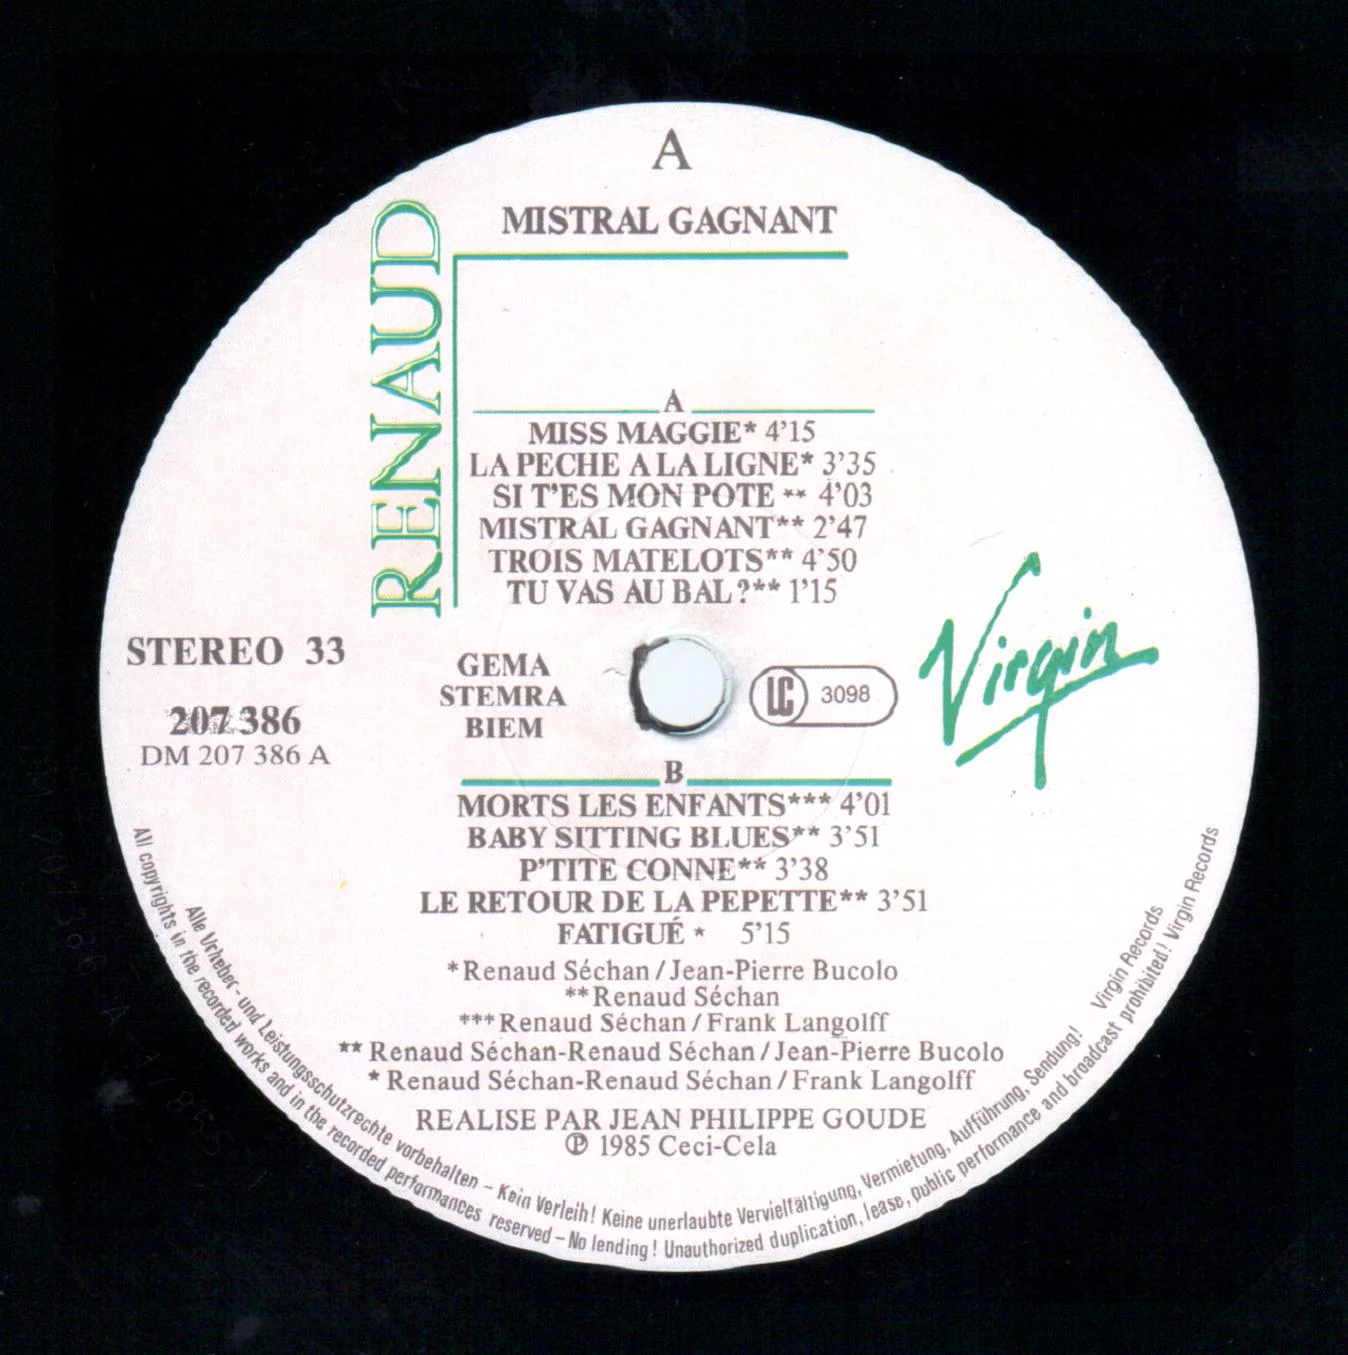 A
MISTRAL GAGNANT
RENAUD
A
MISS MAGGIE* 4'15
LA PECHE A LA LIGNE* 3'35
SI T'ES MON POTE ** 4'03
MISTRAL GAGNANT** 2'47
TROIS MATELOTS** 4'50
TU VAS AU BAL?** 1'15
STEREO 33
207 386
DM 207 386 A
GEMA
STEMRA
BIEM
LC 3098
Virgin
B
MORTS LES ENFANTS*** 4'01
BABY SITTING BLUES** 3'51
P'TITE CONNE** 3'38
LE RETOUR DE LA PEPETTE** 3'51
FATIGUÉ * 5'15
*Renaud Séchan/Jean-Pierre Bucolo
**Renaud Séchan
***Renaud Séchan/Frank Langolff
** Renaud Séchan-Renaud Séchan/Jean-Pierre Bucolo
* Renaud Séchan-Renaud Séchan/Frank Langolff
REALISE PAR JEAN PHILIPPE GOUDE
℗ 1985 Ceci-Cela
Alle Urheber- und Leistungsschutzrechte vorbehalten – Kein Verleih! Keine unerlaubte Vervielfältigung, Vermietung, Aufführung, Sendung! Virgin Records
All copyrights in the recorded works and in the recorded performances reserved – No lending! Unauthorized duplication, lease, public performance and broadcast prohibited! Virgin Records